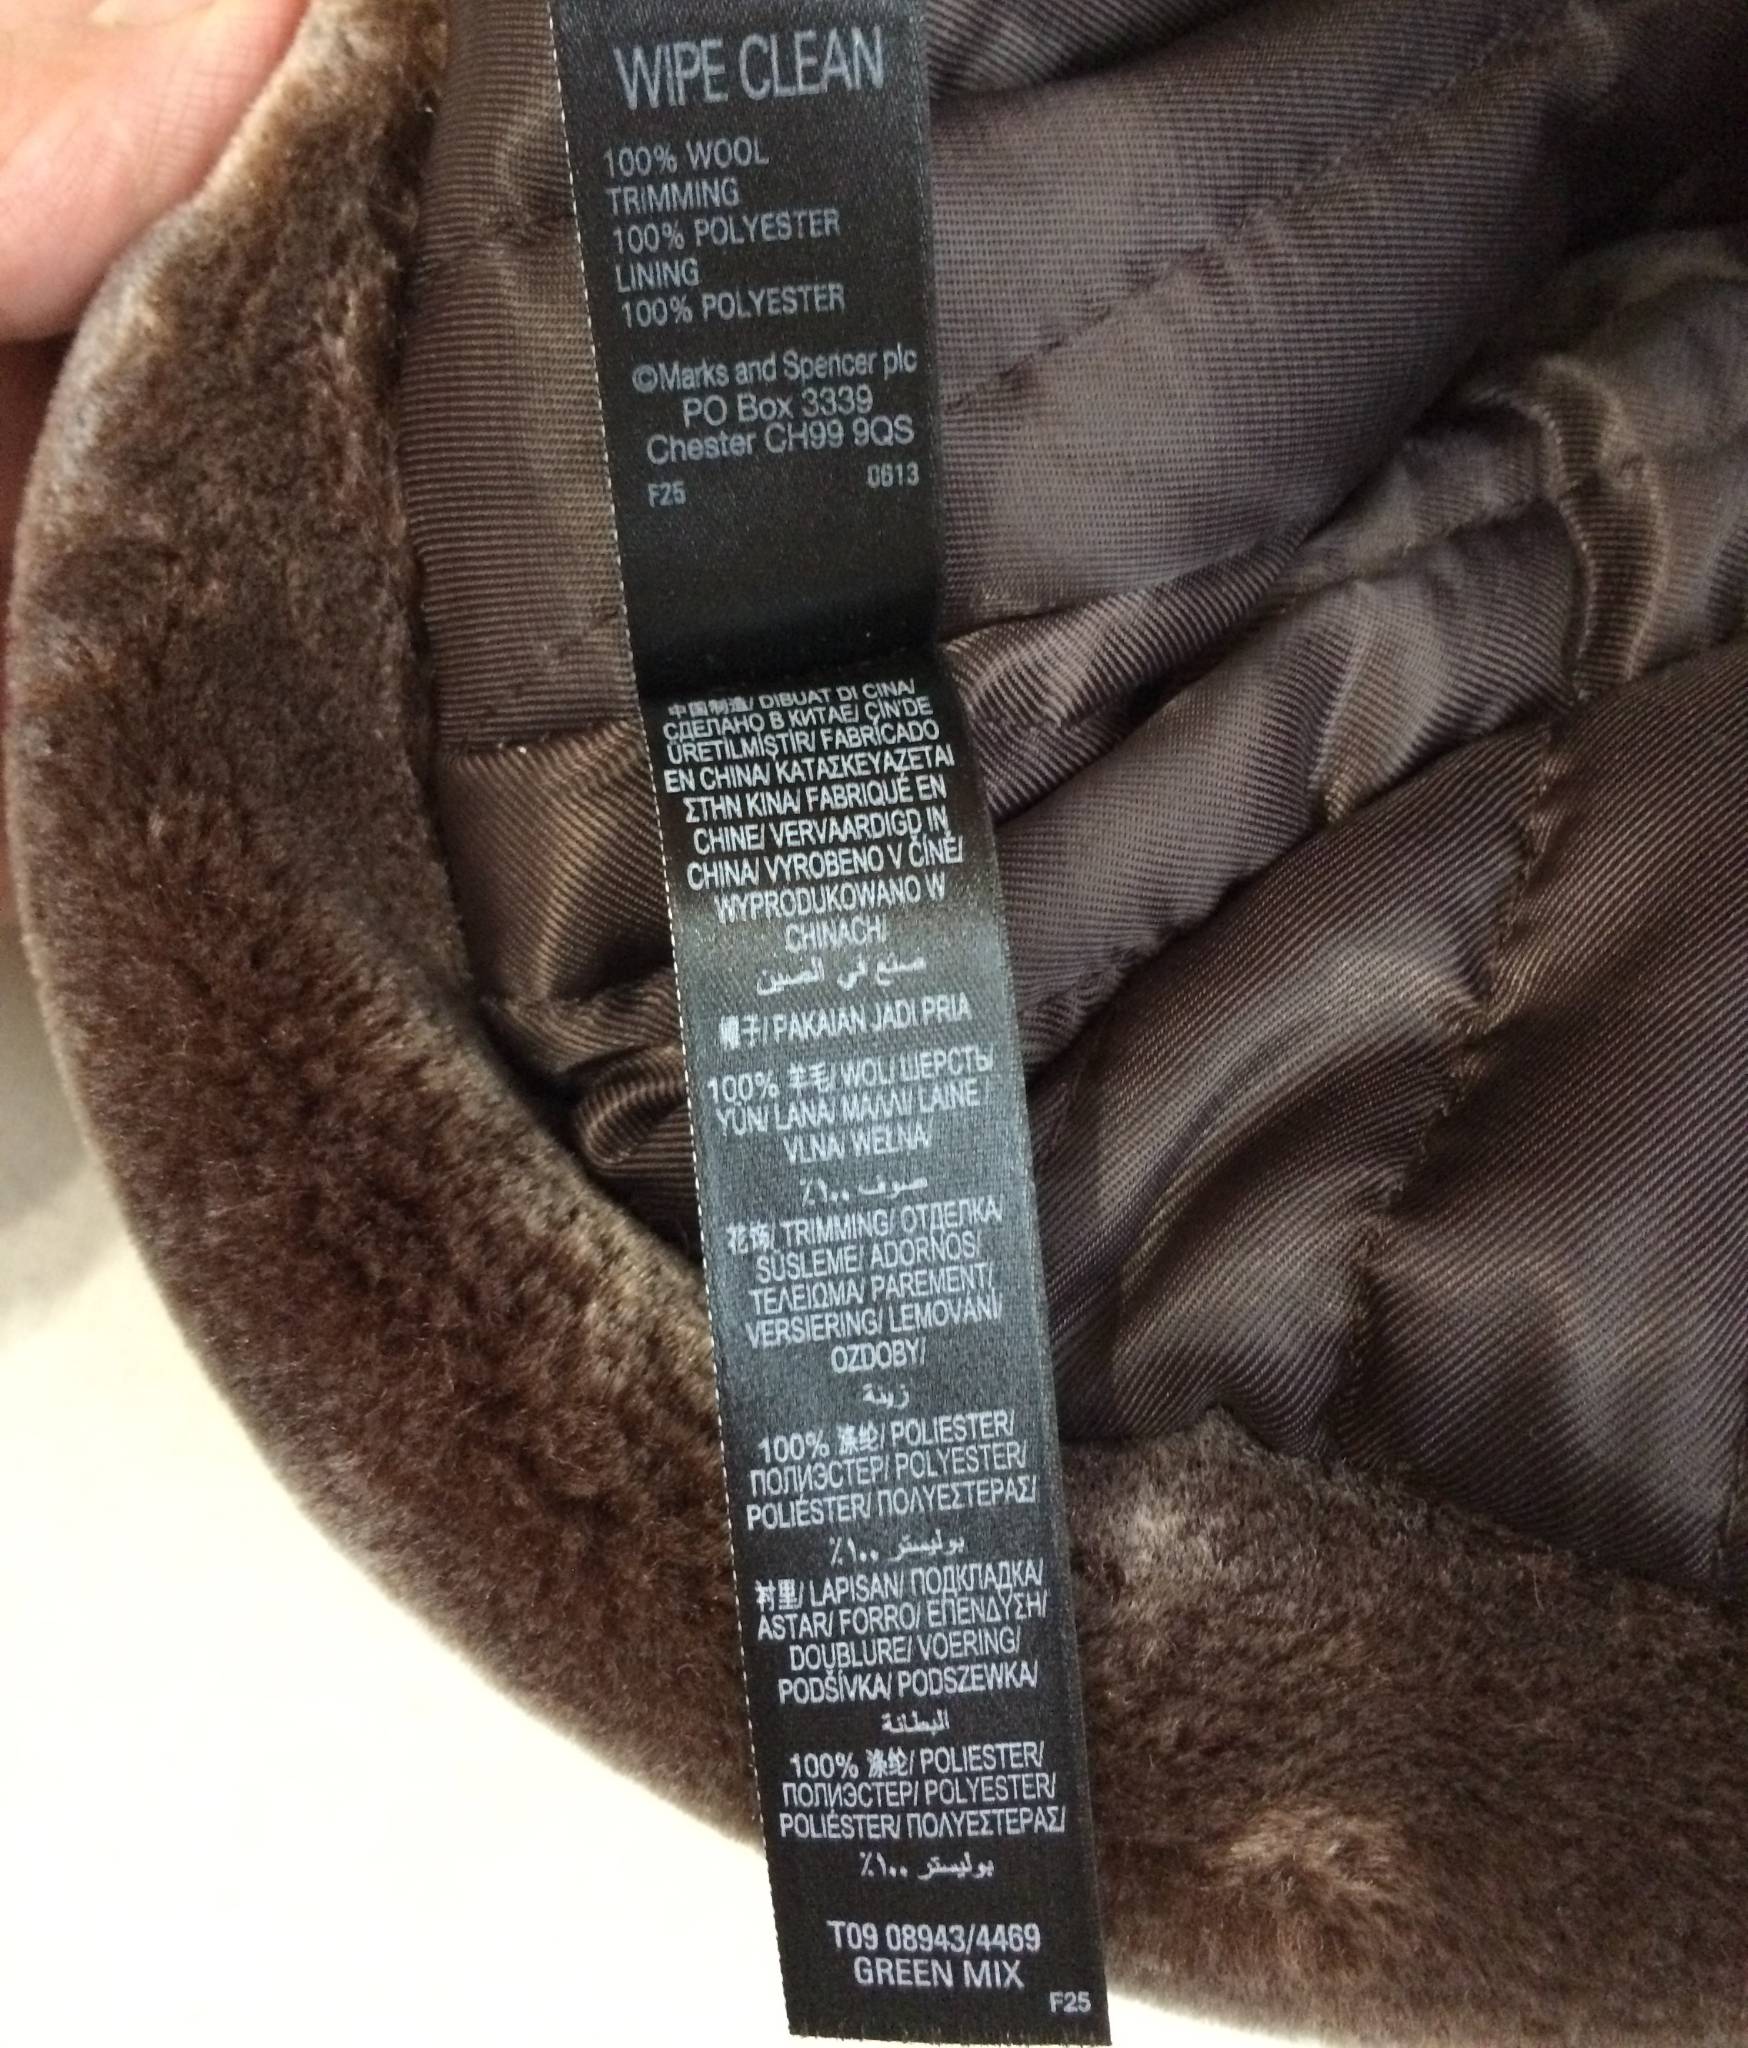 WIPE CLEAN
100% WOOL
TRIMMING
100% POLYESTER
LINING
100% POLYESTER
©Marks and Spencer plc
PO Box 3339
Chester CH99 9QS
F25 0613
中国制造/ DIBUAT DI CINA/
СДЕЛАНО В КИТАЕ/ ÇİN'DE
ÜRETİLMİŞTİR/ FABRICADO
EN CHINA/ ΚΑΤΑΣΚΕΥΑΖΕΤΑΙ
ΣΤΗΝ ΚΙΝΑ/ FABRIQUÉ EN
CHINE/ VERVAARDIGD IN
CHINA/ VYROBENO V ČÍNĚ/
WYPRODUKOWANO W
CHINACH/
صنع في الصين
帽子/ PAKAIAN JADI PRIA
100% 羊毛/ WOL/ ШЕРСТЬ/
YÜN/ LANA/ ΜΑΛΛΙ/ LAINE
VLNA/ WEŁNA/
صوف ١٠٠٪
花饰/ TRIMMING/ ОТДЕЛКА/
SÜSLEME/ ADORNOS/
ΤΕΛΕΙΩΜΑ/ PAREMENT/
VERSIERING/ LEMOVÁNÍ/
OZDOBY/
زينة
100% 涤纶/ POLIESTER/
ПОЛИЭСТЕР/ POLYESTER/
POLIÉSTER/ ΠΟΛΥΕΣΤΕΡΑΣ/
بوليستر ١٠٠٪
衬里/ LAPISAN/ ПОДКЛАДКА/
ASTAR/ FORRO/ ΕΠΕΝΔΥΣΗ/
DOUBLURE/ VOERING/
PODŠÍVKA/ PODSZEWKA/
البطانة
100% 涤纶/ POLIESTER/
ПОЛИЭСТЕР/ POLYESTER/
POLIÉSTER/ ΠΟΛΥΕΣΤΕΡΑΣ/
بوليستر ١٠٠٪
T09 08943/4469
GREEN MIX
F25